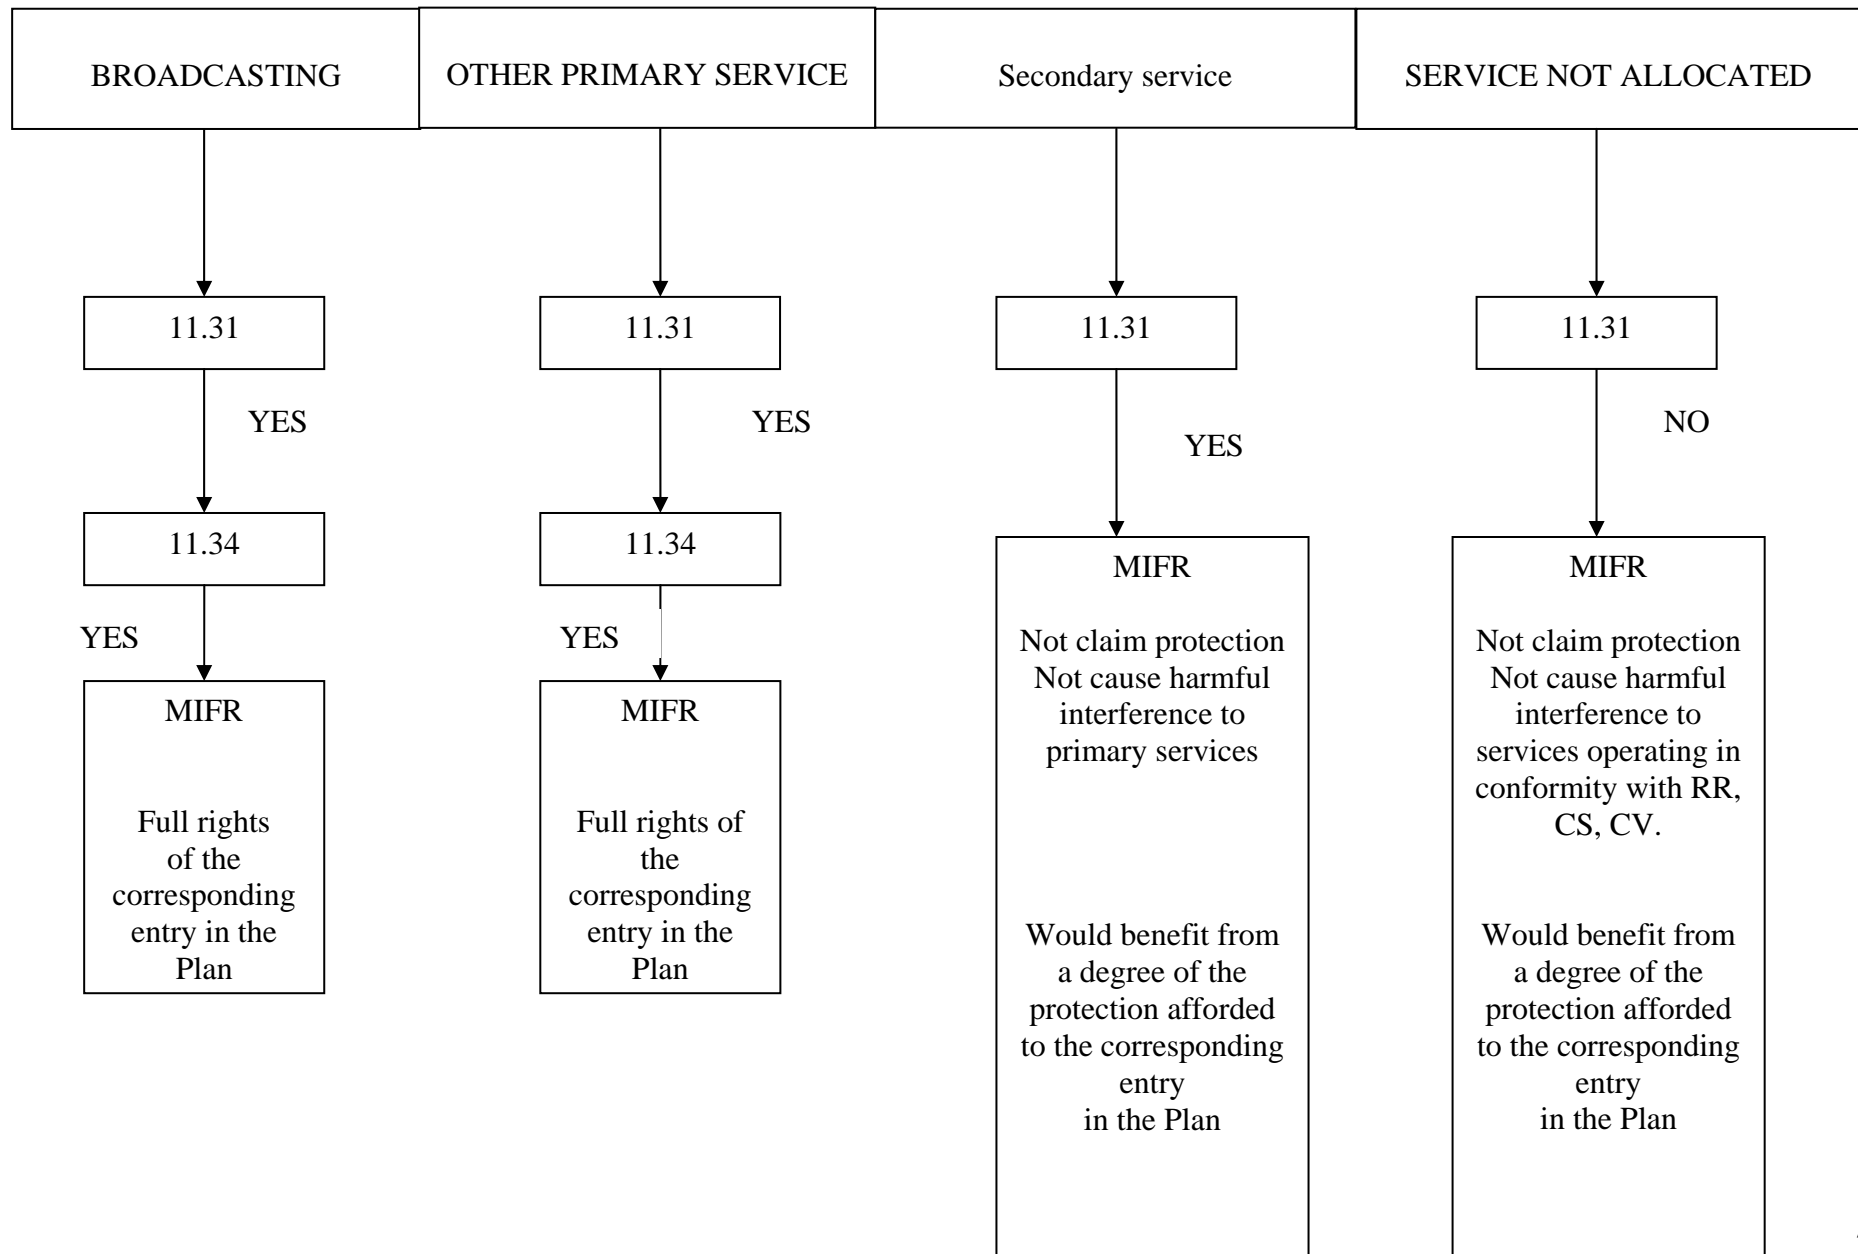 BROADCASTING
OTHER PRIMARY SERVICE
Secondary service
SERVICE NOT ALLOCATED
11.31
11.31
11.31
11.31
YES
YES
YES
NO
11.34
11.34
YES
YES
MIFR
Full rights
of the
corresponding
entry in the
Plan
MIFR
Full rights of
the
corresponding
entry in the
Plan
MIFR
Not claim protection
Not cause harmful
interference to
primary services
Would benefit from
a degree of the
protection afforded
to the corresponding
entry
in the Plan
MIFR
Not claim protection
Not cause harmful
interference to
services operating in
conformity with RR,
CS, CV.
Would benefit from
a degree of the
protection afforded
to the corresponding
entry
in the Plan